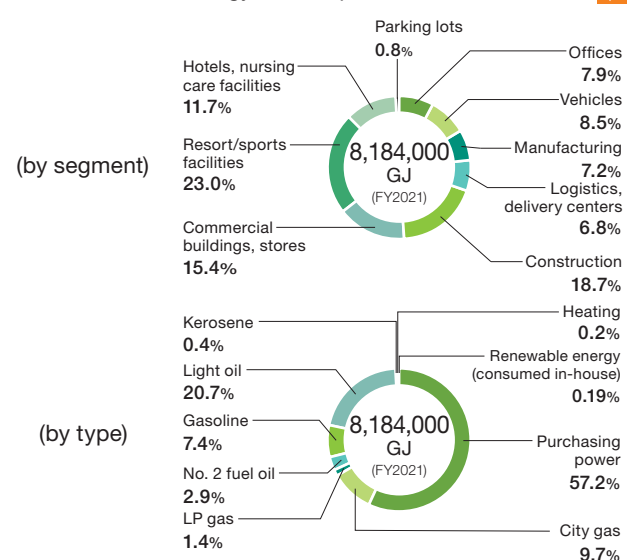 (by segment)
Parking lots
0.8%
Offices
7.9%
Vehicles
8.5%
Manufacturing
7.2%
Logistics,
delivery centers
6.8%
Construction
18.7%
Commercial
buildings, stores
15.4%
Resort/sports
facilities
23.0%
Hotels, nursing
care facilities
11.7%
8,184,000
GJ
(FY2021)
(by type)
Heating
0.2%
Renewable energy
(consumed in-house)
0.19%
Purchasing
power
57.2%
City gas
9.7%
LP gas
1.4%
No. 2 fuel oil
2.9%
Gasoline
7.4%
Light oil
20.7%
Kerosene
0.4%
8,184,000
GJ
(FY2021)